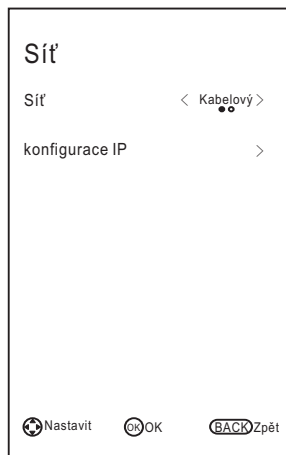 Síť
Síť < Kabelový >
konfigurace IP >
Nastavit OK OK BACK Zpět